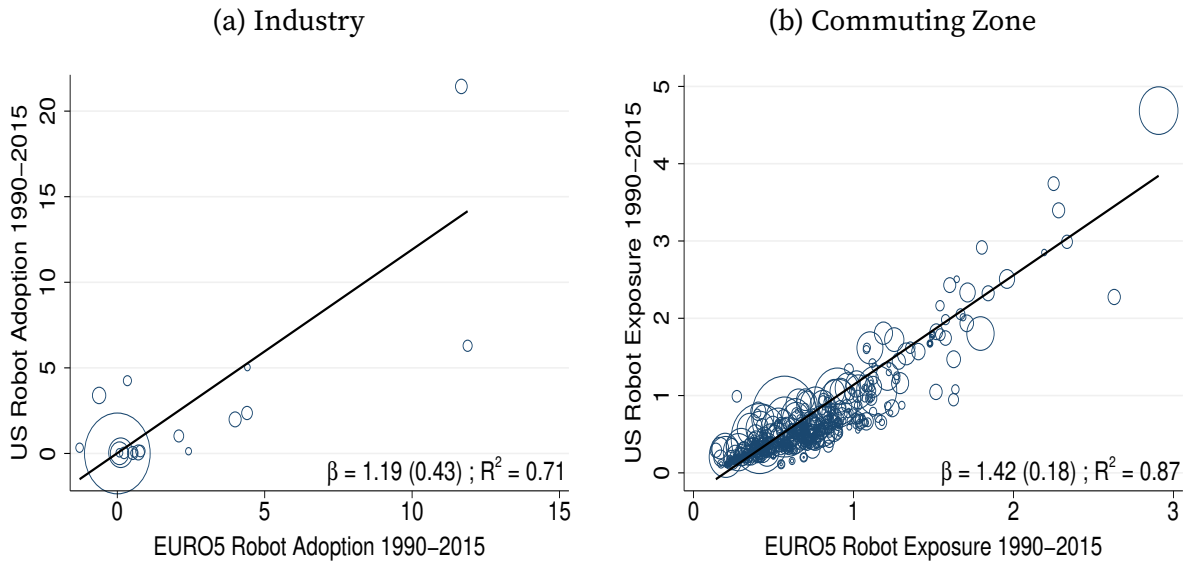 (a) Industry
US Robot Adoption 1990−2015
20
15
10
5
0
β = 1.19 (0.43) ; R² = 0.71
0 5 10 15
EURO5 Robot Adoption 1990−2015
(b) Commuting Zone
US Robot Exposure 1990−2015
5
4
3
2
1
0
β = 1.42 (0.18) ; R² = 0.87
0 1 2 3
EURO5 Robot Exposure 1990−2015